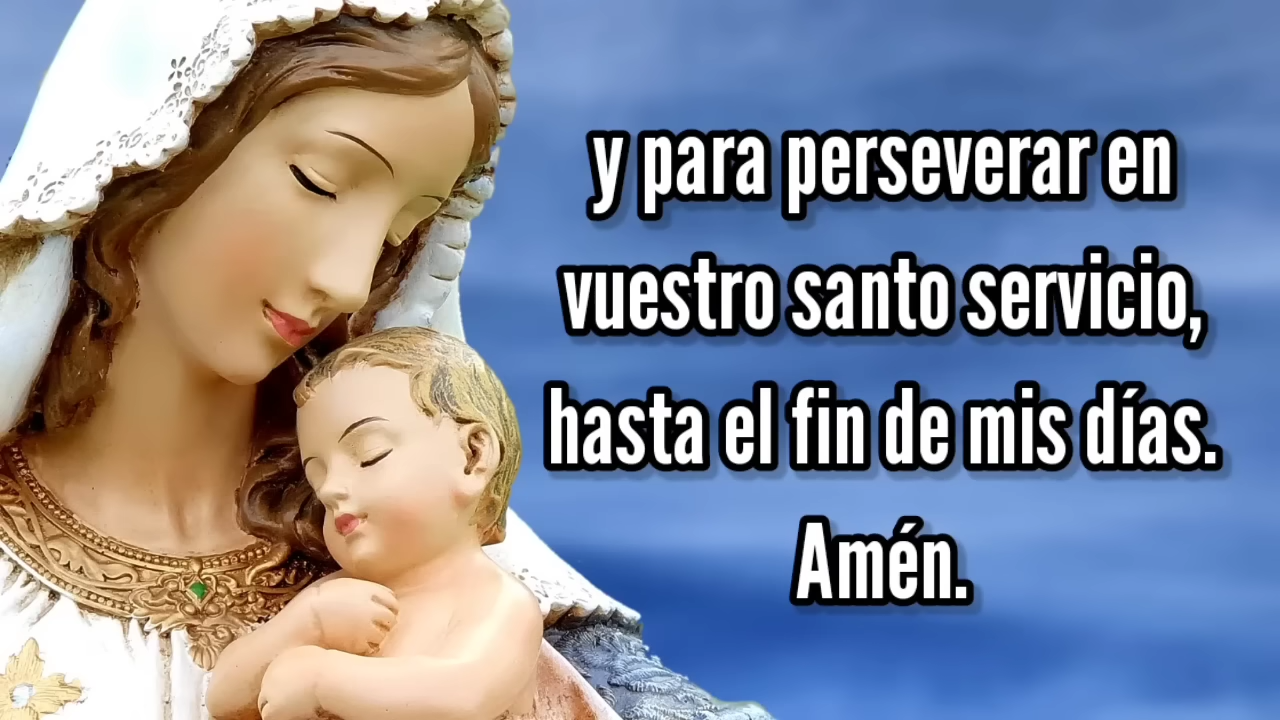 y para perseverar en
vuestro santo servicio,
hasta el fin de mis días.
Amén.